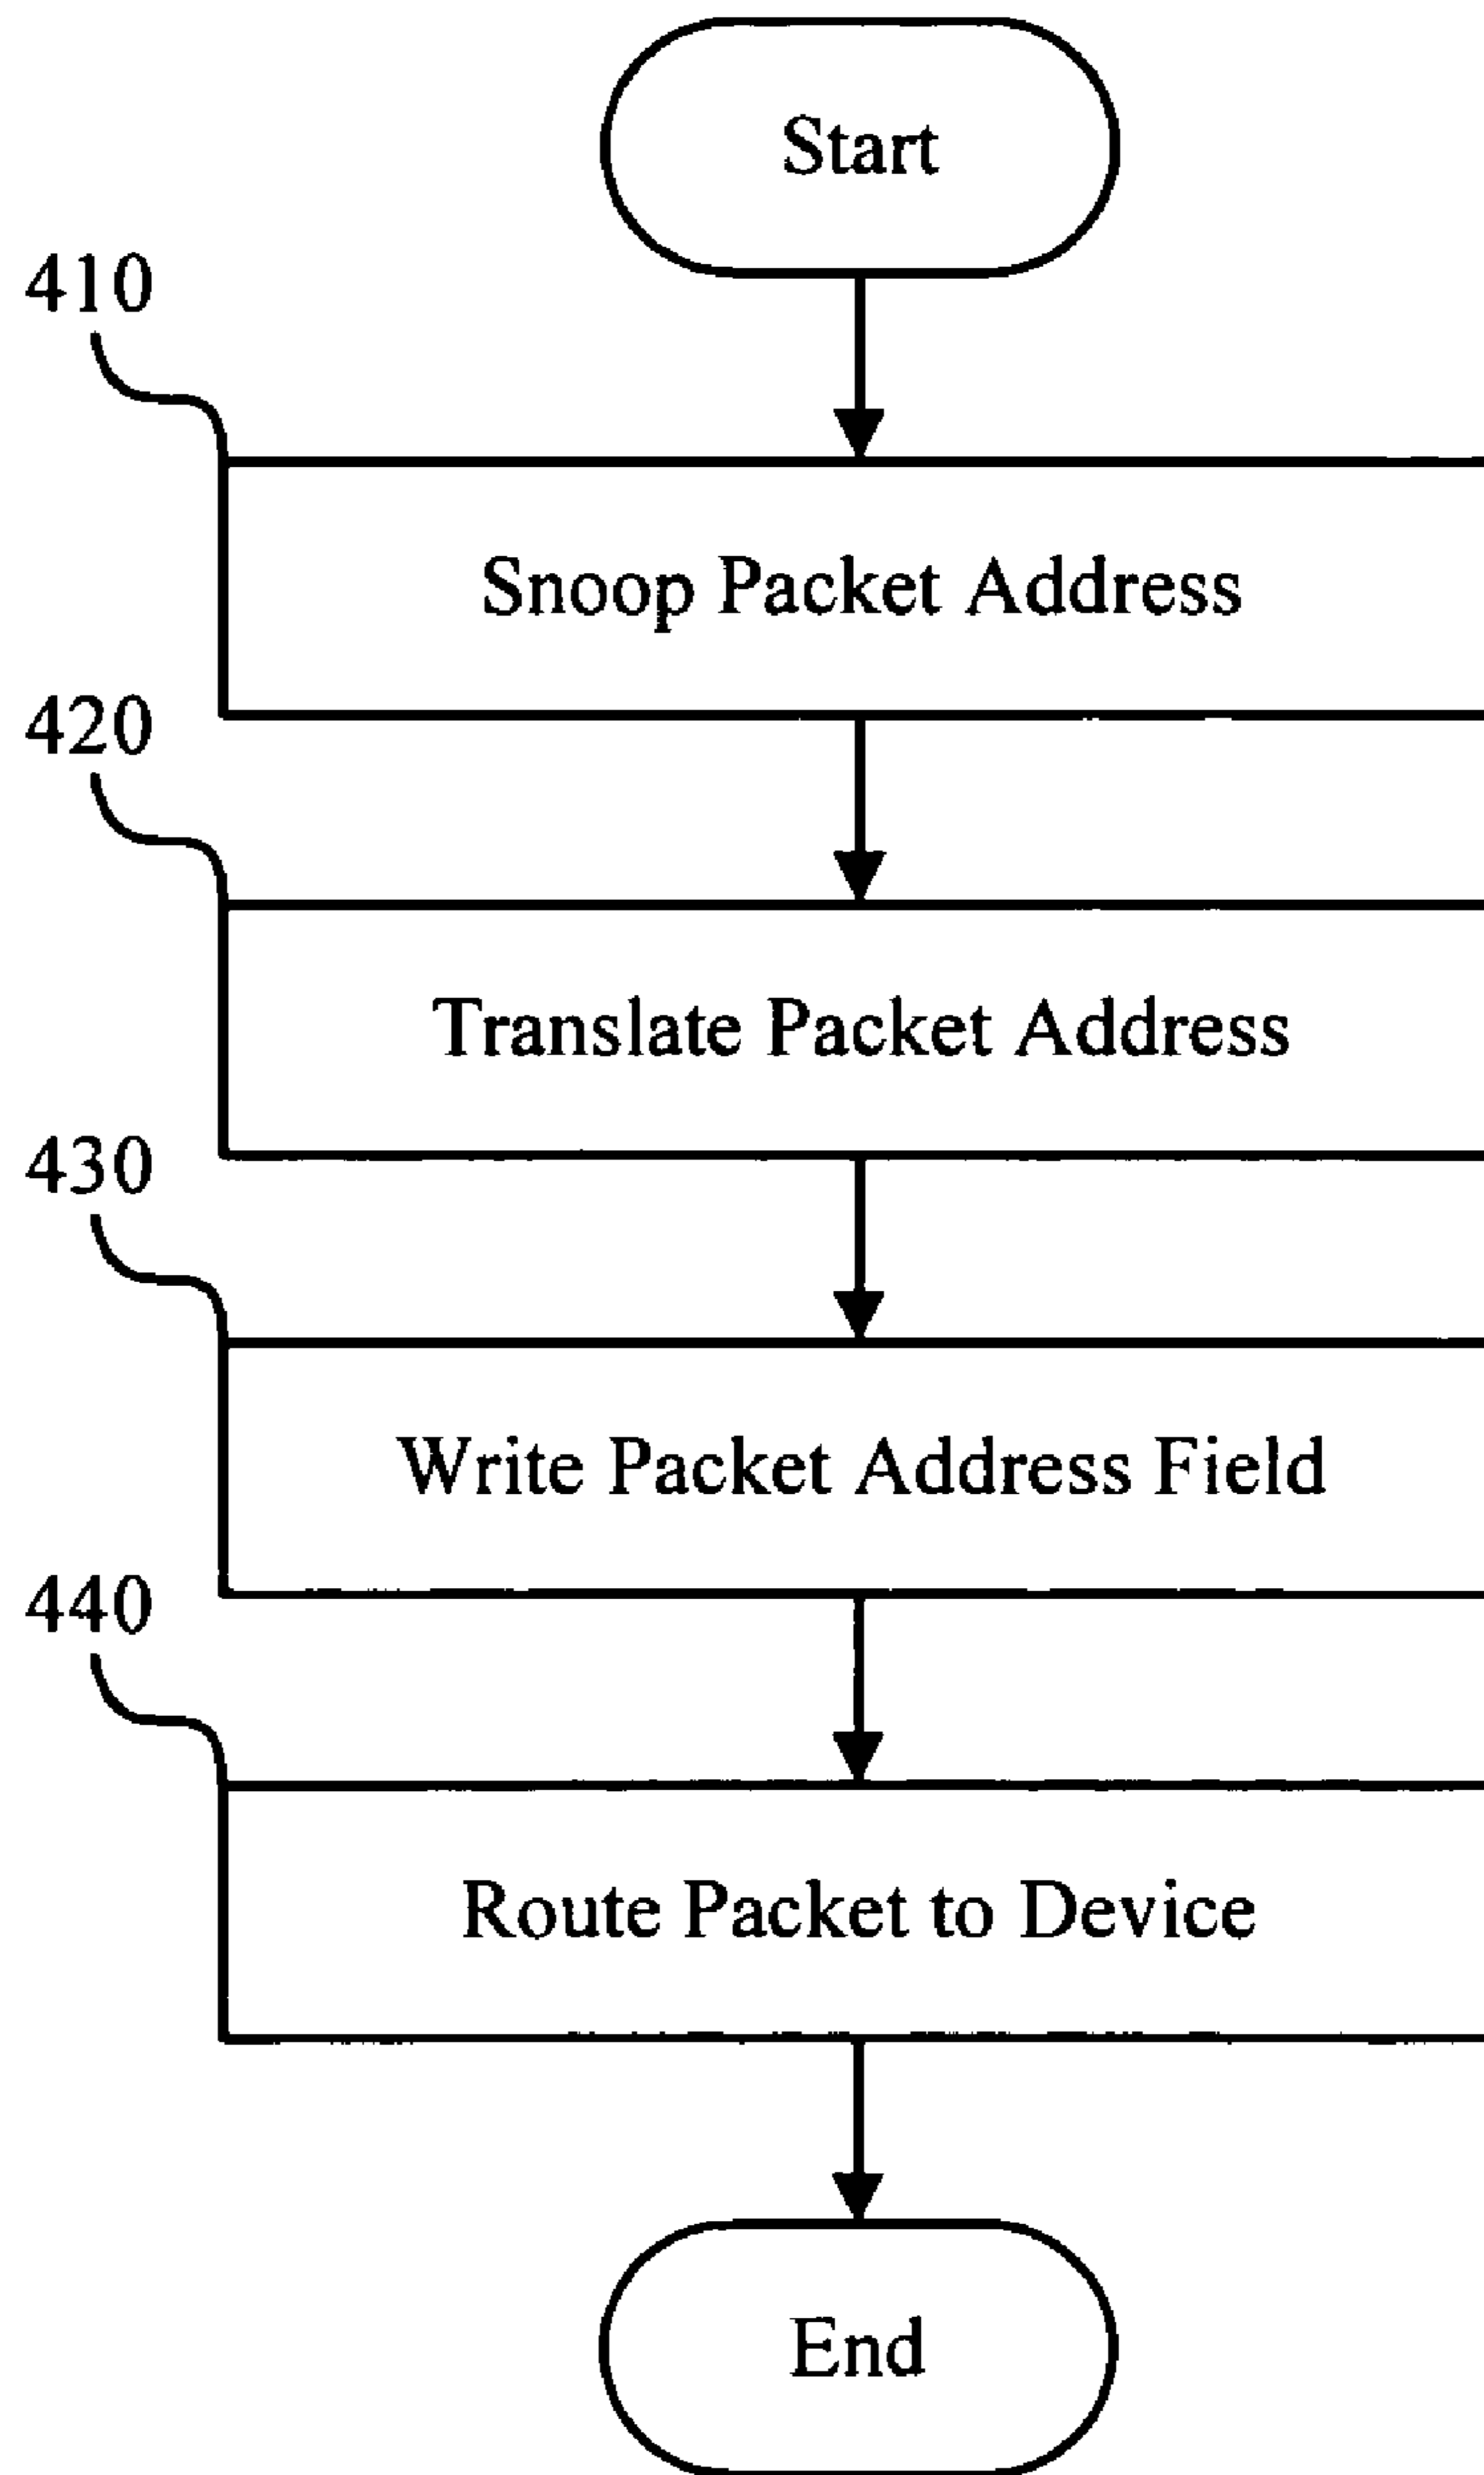 Start
410
Snoop Packet Address
420
Translate Packet Address
430
Write Packet Address Field
440
Route Packet to Device
End